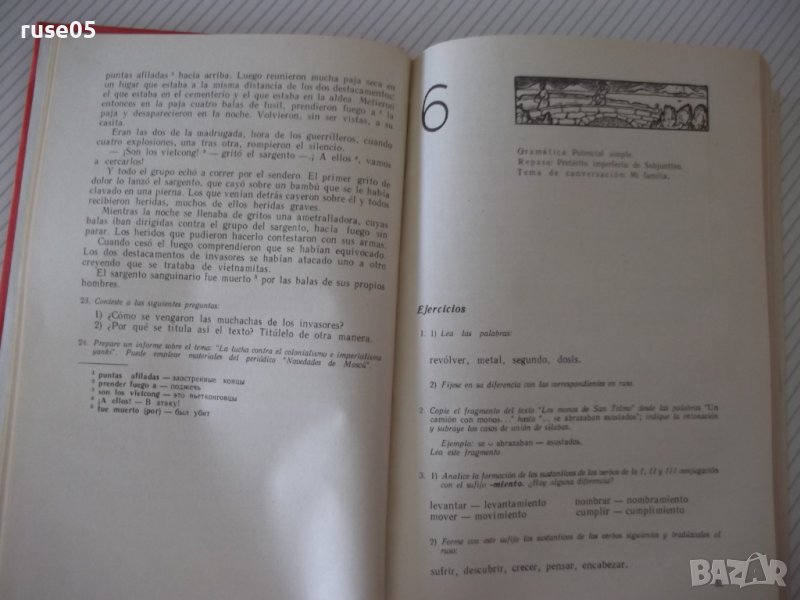 ruse05
puntas afiladas ¹ hacia arriba. Luego reunieron mucha paja seca en
un lugar que estaba a la misma distancia de los dos destacamentos:
el que estaba en el cementerio y el que estaba en la aldea. Metieron
entonces en la paja cuatro balas de fusil, prendieron fuego a ² la
paja y desaparecieron en la noche. Volvieron, sin ser vistas, a su
casita.
Eran las dos de la madrugada, hora de los guerrilleros, cuando
cuatro explosiones, una tras otra, rompieron el silencio.
— ¡Son los vietcong! ³ — gritó el sargento — ¡ A ellos ⁴, vamos
a cercarlos!
Y todo el grupo echó a correr por el sendero. El primer grito de
dolor lo lanzó el sargento, que cayó sobre un bambú que se le había
clavado en una pierna. Los que venían detrás cayeron sobre él y todos
recibieron heridas, muchos de ellos heridas graves.
Mientras la noche se llenaba de gritos una ametralladora, cuyas
balas iban dirigidas contra el grupo del sargento, hacía fuego sin
parar. Los heridos que pudieron hacerlo contestaron con sus armas.
Cuando cesó el fuego comprendieron que se habían equivocado.
Los dos destacamentos de invasores se habían atacado uno a otro
creyendo que se trataba de vietnamitas.
El sargento sanguinario fue muerto ⁵ por las balas de sus propios
hombres.
23. Conteste a las siguientes preguntas:
1) ¿Cómo se vengaron las muchachas de los invasores?
2) ¿Por qué se titula así el texto? Titúlelo de otra manera.
24. Prepare un informe sobre el tema: "La lucha contra el colonialismo e imperialismo
yanki". Puede emplear materiales del periódico "Novedades de Moscú".
¹ puntas afiladas — заостренные концы
² prender fuego a — поджечь
³ son los vietcong — это вьетконговцы
⁴ ¡A ellos! — В атаку!
⁵ fue muerto (por) — был убит
6
Gramática: Potencial simple.
Repaso: Pretérito imperfecto de Subjuntivo.
Tema de conversación: Mi familia.
Ejercicios
1. 1) Lea las palabras:
revólver, metal, segundo, dosis.
2) Fíjese en su diferencia con las correspondientes en ruso.
2. Copie el fragmento del texto "Los monos de San Telmo" desde las palabras "Un
camión con monos..." hasta "... se abrazaban asustados"; indique la entonación
y subraye los casos de unión de sílabas.
Ejemplo: se ‿ abrazaban — asustados.
Lea este fragmento.
3. 1) Analice la formación de los sustantivos de los verbos de la I, II y III conjugación
con el sufijo -miento. ¿Hay alguna diferencia?
levantar — levantamiento nombrar — nombramiento
mover — movimiento cumplir — cumplimiento
2) Forme con este sufijo los sustantivos de los verbos siguientes y tradúzcalos al
ruso:
sufrir, descubrir, crecer, pensar, encabezar.
BAZAR